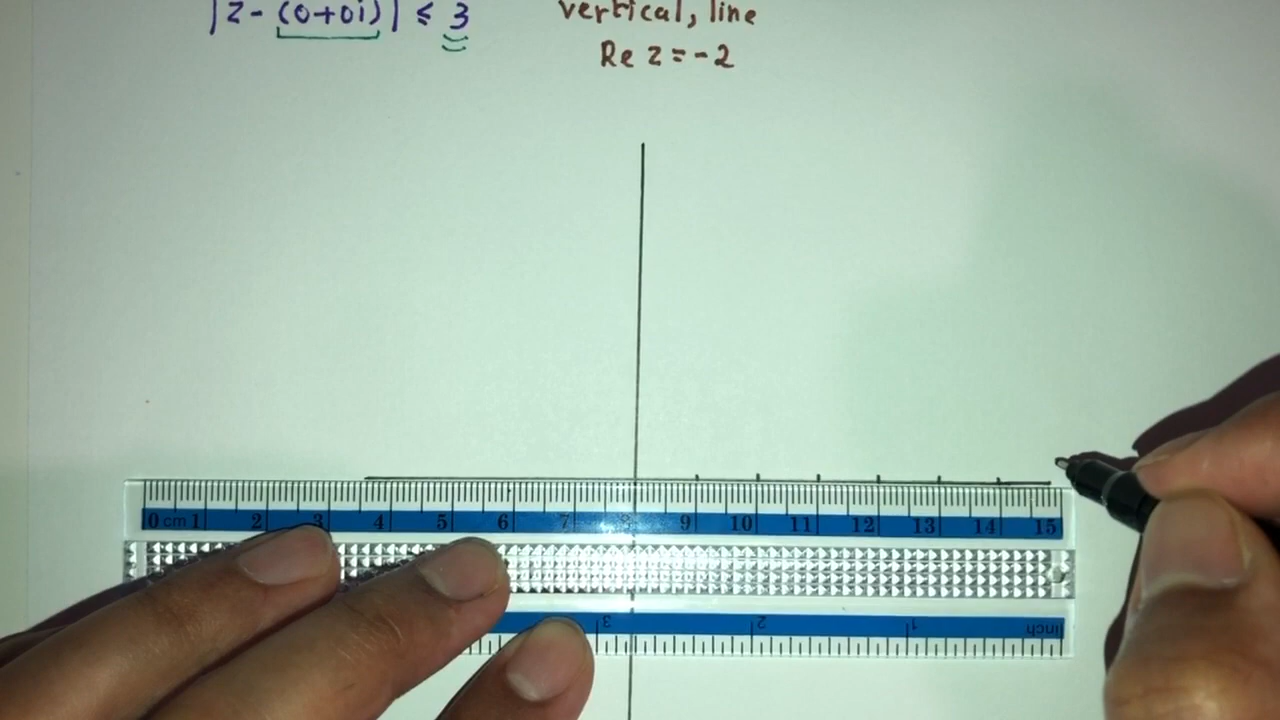 |z - (0+0i)| ≤ 3
vertical, line
Re z = -2
0 cm 1 2 3 4 5 6 7 8 9 10 11 12 13 14 15
3 2 1 inch